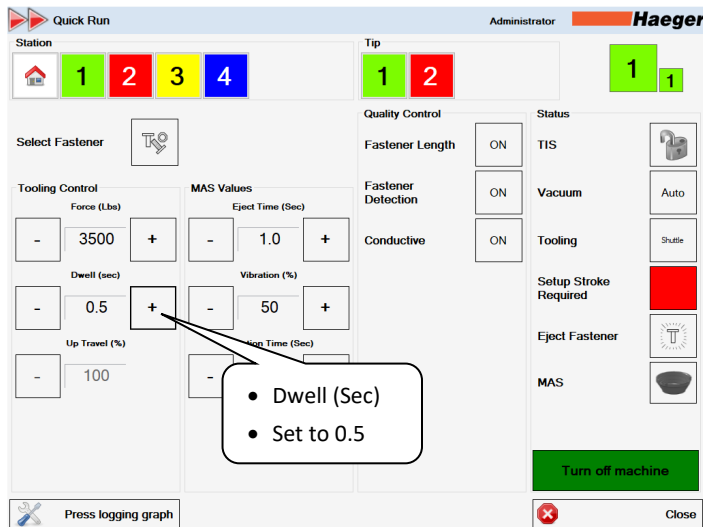 Quick Run
Administrator
Haeger
Station
Tip
1 2 3 4
1 2
1 1
Select Fastener
Quality Control
Fastener Length ON
Fastener
Detection
ON
Conductive ON
Status
TIS
Vacuum Auto
Tooling Shuttle
Setup Stroke
Required
Eject Fastener
T
MAS
Tooling Control
Force (Lbs)
- 3500 +
Dwell (sec)
- 0.5 +
Up Travel (%)
- 100
MAS Values
Eject Time (Sec)
- 1.0 +
Vibration (%)
- 50 +
Time (Sec)
-
• Dwell (Sec)
• Set to 0.5
Turn off machine
Press logging graph
Close